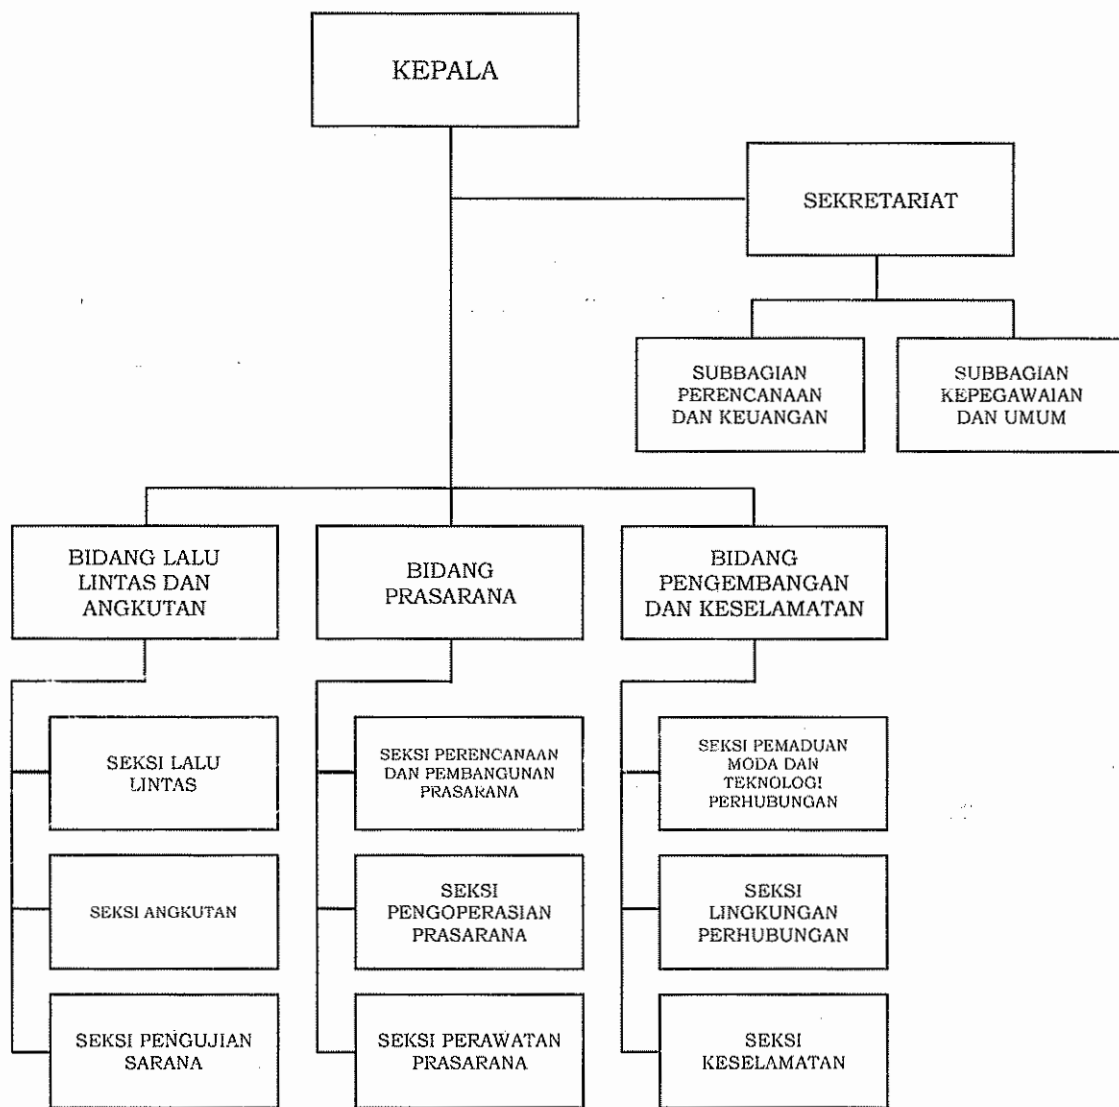 KEPALA
SEKRETARIAT
SUBBAGIAN
PERENCANAAN
DAN KEUANGAN
SUBBAGIAN
KEPEGAWAIAN
DAN UMUM
BIDANG LALU
LINTAS DAN
ANGKUTAN
BIDANG
PRASARANA
BIDANG
PENGEMBANGAN
DAN KESELAMATAN
SEKSI LALU
LINTAS
SEKSI ANGKUTAN
SEKSI PENGUJIAN
SARANA
SEKSI PERENCANAAN
DAN PEMBANGUNAN
PRASARANA
SEKSI
PENGOPERASIAN
PRASARANA
SEKSI PERAWATAN
PRASARANA
SEKSI PEMADUAN
MODA DAN
TEKNOLOGI
PERHUBUNGAN
SEKSI
LINGKUNGAN
PERHUBUNGAN
SEKSI
KESELAMATAN